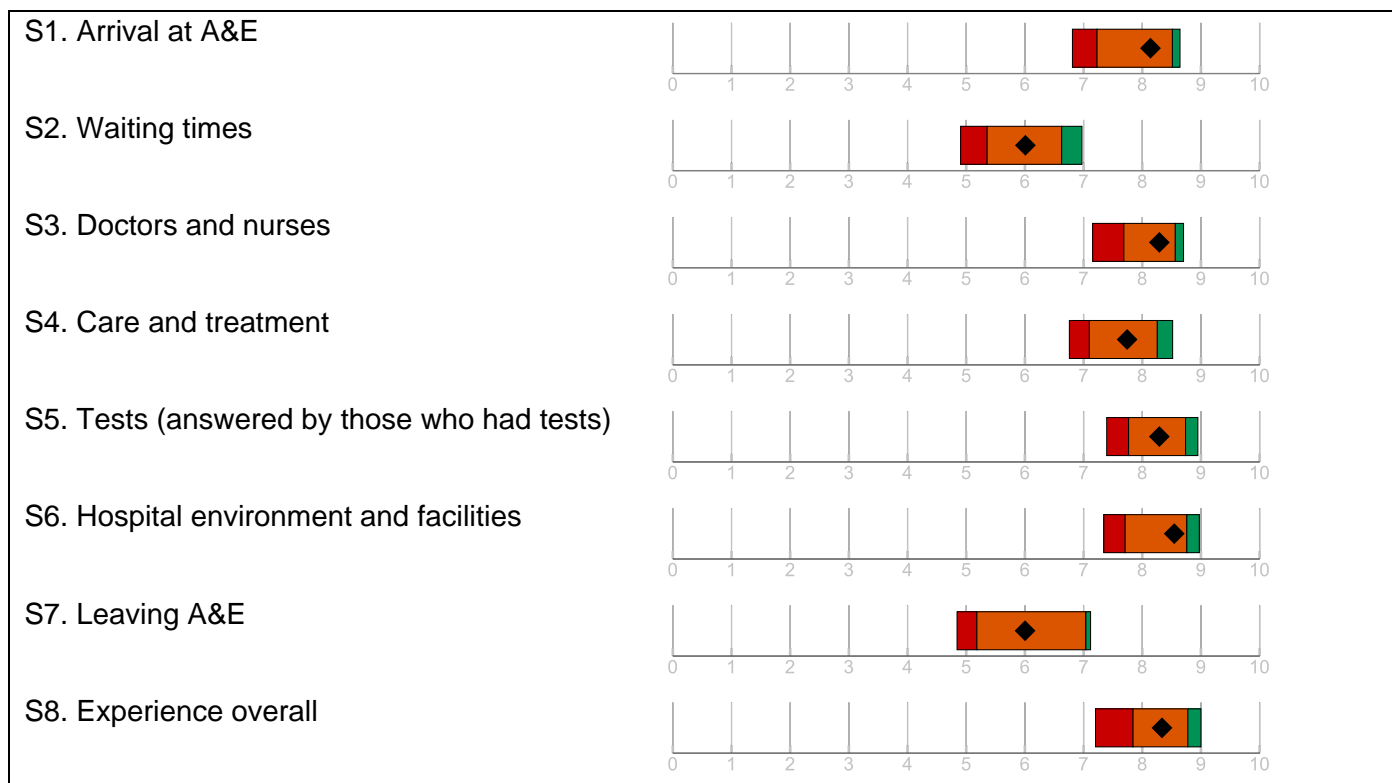 S1. Arrival at A&E
0 1 2 3 4 5 6 7 8 9 10
S2. Waiting times
0 1 2 3 4 5 6 7 8 9 10
S3. Doctors and nurses
0 1 2 3 4 5 6 7 8 9 10
S4. Care and treatment
0 1 2 3 4 5 6 7 8 9 10
S5. Tests (answered by those who had tests)
0 1 2 3 4 5 6 7 8 9 10
S6. Hospital environment and facilities
0 1 2 3 4 5 6 7 8 9 10
S7. Leaving A&E
0 1 2 3 4 5 6 7 8 9 10
S8. Experience overall
0 1 2 3 4 5 6 7 8 9 10